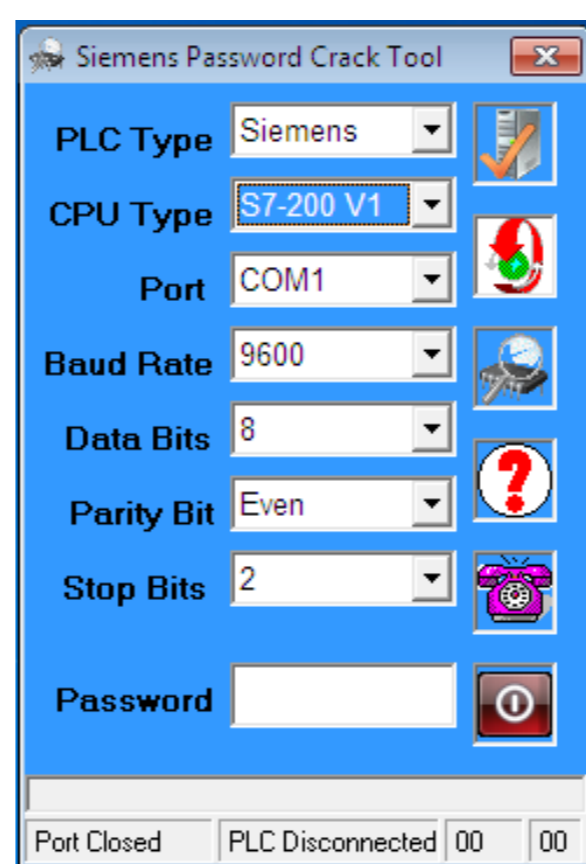 Siemens Password Crack Tool
PLC Type Siemens
CPU Type S7-200 V1
Port COM1
Baud Rate 9600
Data Bits 8
Parity Bit Even
Stop Bits 2
Password
Port Closed PLC Disconnected 00 00